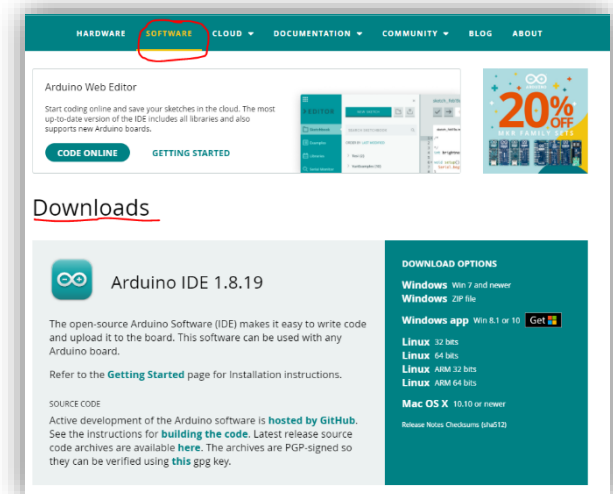 HARDWARE SOFTWARE CLOUD DOCUMENTATION COMMUNITY BLOG ABOUT
Arduino Web Editor
Start coding online and save your sketches in the cloud. The most
up-to-date version of the IDE includes all libraries and also
supports new Arduino boards.
CODE ONLINE GETTING STARTED
20%
OFF
MKR FAMILY SETS
Downloads
Arduino IDE 1.8.19
The open-source Arduino Software (IDE) makes it easy to write code
and upload it to the board. This software can be used with any
Arduino board.
Refer to the Getting Started page for Installation instructions.
SOURCE CODE
Active development of the Arduino software is hosted by GitHub.
See the instructions for building the code. Latest release source
code archives are available here. The archives are PGP-signed so
they can be verified using this gpg key.
DOWNLOAD OPTIONS
Windows Win 7 and newer
Windows ZIP file
Windows app Win 8.1 or 10 Get
Linux 32 bits
Linux 64 bits
Linux ARM 32 bits
Linux ARM 64 bits
Mac OS X 10.10 or newer
Release Notes Checksums (sha512)